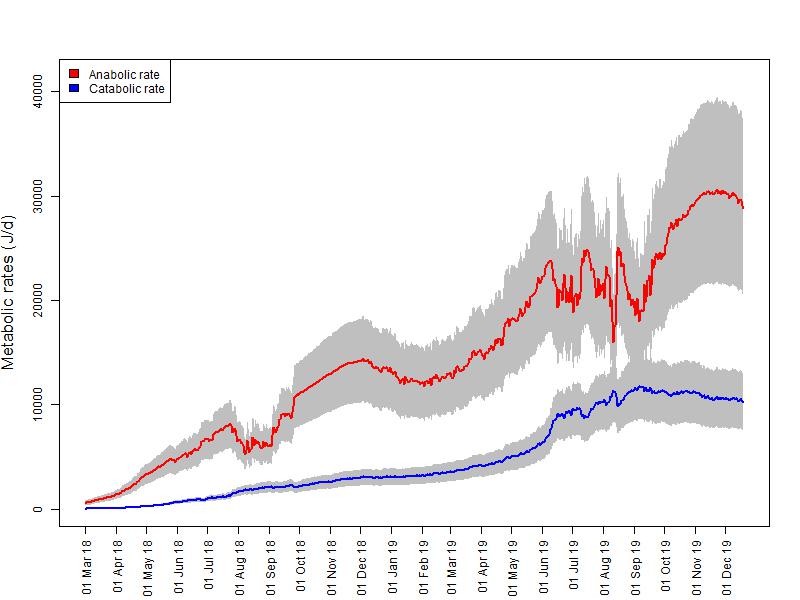 Anabolic rate
Catabolic rate
Metabolic rates (J/d)
40000
30000
20000
10000
0
01 Mar 18
01 Apr 18
01 May 18
01 Jun 18
01 Jul 18
01 Aug 18
01 Sep 18
01 Oct 18
01 Nov 18
01 Dec 18
01 Jan 19
01 Feb 19
01 Mar 19
01 Apr 19
01 May 19
01 Jun 19
01 Jul 19
01 Aug 19
01 Sep 19
01 Oct 19
01 Nov 19
01 Dec 19